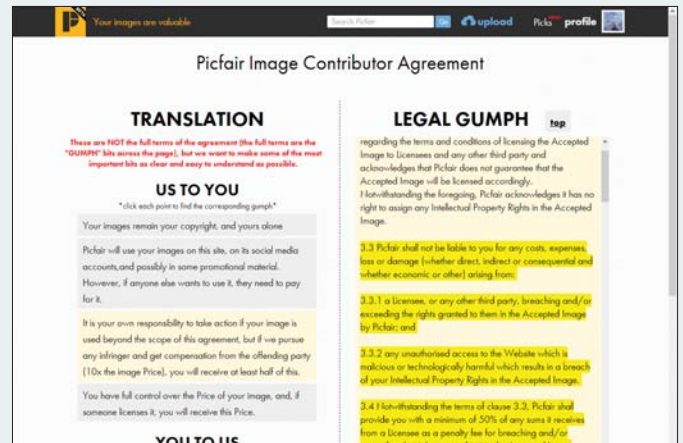 Your images are valuable
Search Picfair
Go
upload
Picks
profile
Picfair Image Contributor Agreement
TRANSLATION
These are NOT the full terms of the agreement (the full terms are the
"GUMPH" bits across the page), but we want to make some of the most
important bits as clear and easy to understand as possible.
US TO YOU
*click each point to find the corresponding gumph*
Your images remain your copyright, and yours alone
Picfair will use your images on this site, on its social media
accounts,and possibly in some promotional material.
However, if anyone else wants to use it, they need to pay
for it.
It is your own responsibility to take action if your image is
used beyond the scope of this agreement, but if we pursue
any infringer and get compensation from the offending party
(10x the image Price), you will receive at least half of this.
You have full control over the Price of your image, and, if
someone licenses it, you will receive this Price.
YOU TO US
LEGAL GUMPH
top
regarding the terms and conditions of licensing the Accepted
Image to Licensees and any other third party and
acknowledges that Picfair does not guarantee that the
Accepted Image will be licensed accordingly.
Notwithstanding the foregoing, Picfair acknowledges it has no
right to assign any Intellectual Property Rights in the Accepted
Image.
3.3 Picfair shall not be liable to you for any costs, expenses,
loss or damage (whether direct, indirect or consequential and
whether economic or other) arising from:
3.3.1 a Licensee, or any other third party, breaching and/or
exceeding the rights granted to them in the Accepted Image
by Picfair; and
3.3.2 any unauthorised access to the Website which is
malicious or technologically harmful which results in a breach
of your Intellectual Property Rights in the Accepted Image.
3.4 Notwithstanding the terms of clause 3.3, Picfair shall
provide you with a minimum of 50% of any sums it receives
from a Licensee as a penalty fee for breaching and/or